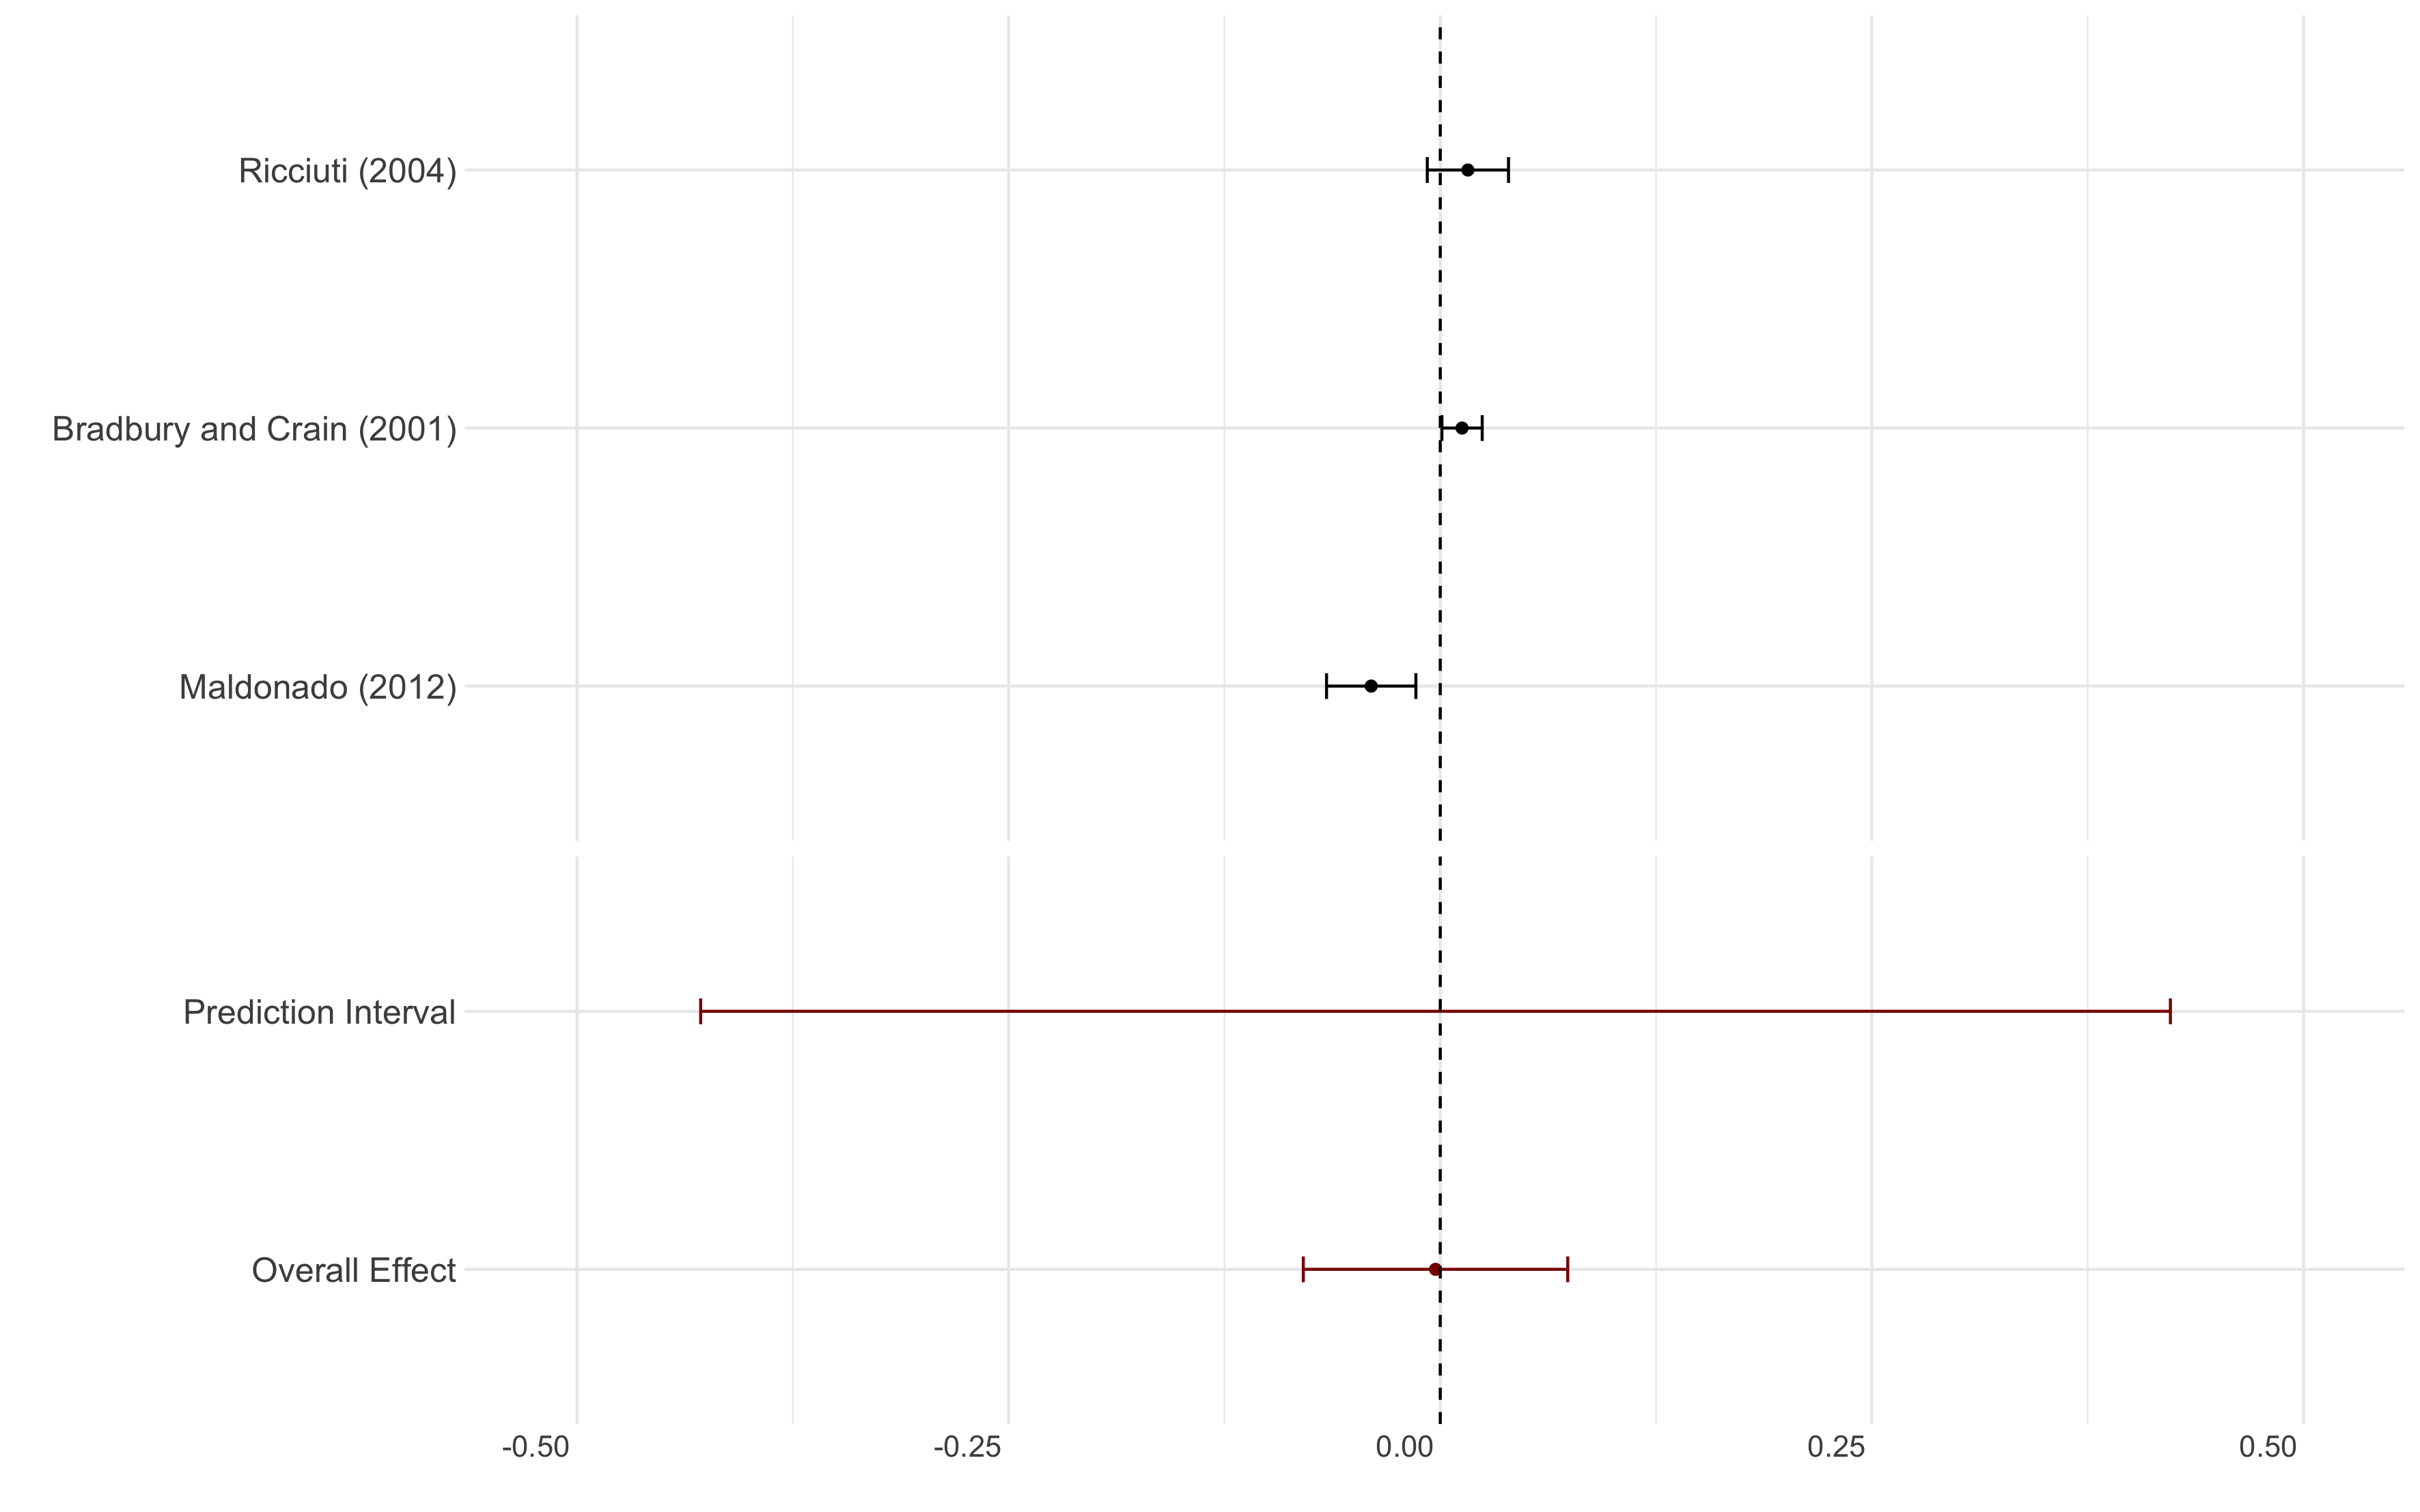 Ricciuti (2004)
Bradbury and Crain (2001)
Maldonado (2012)
Prediction Interval
Overall Effect
-0.50 -0.25 0.00 0.25 0.50